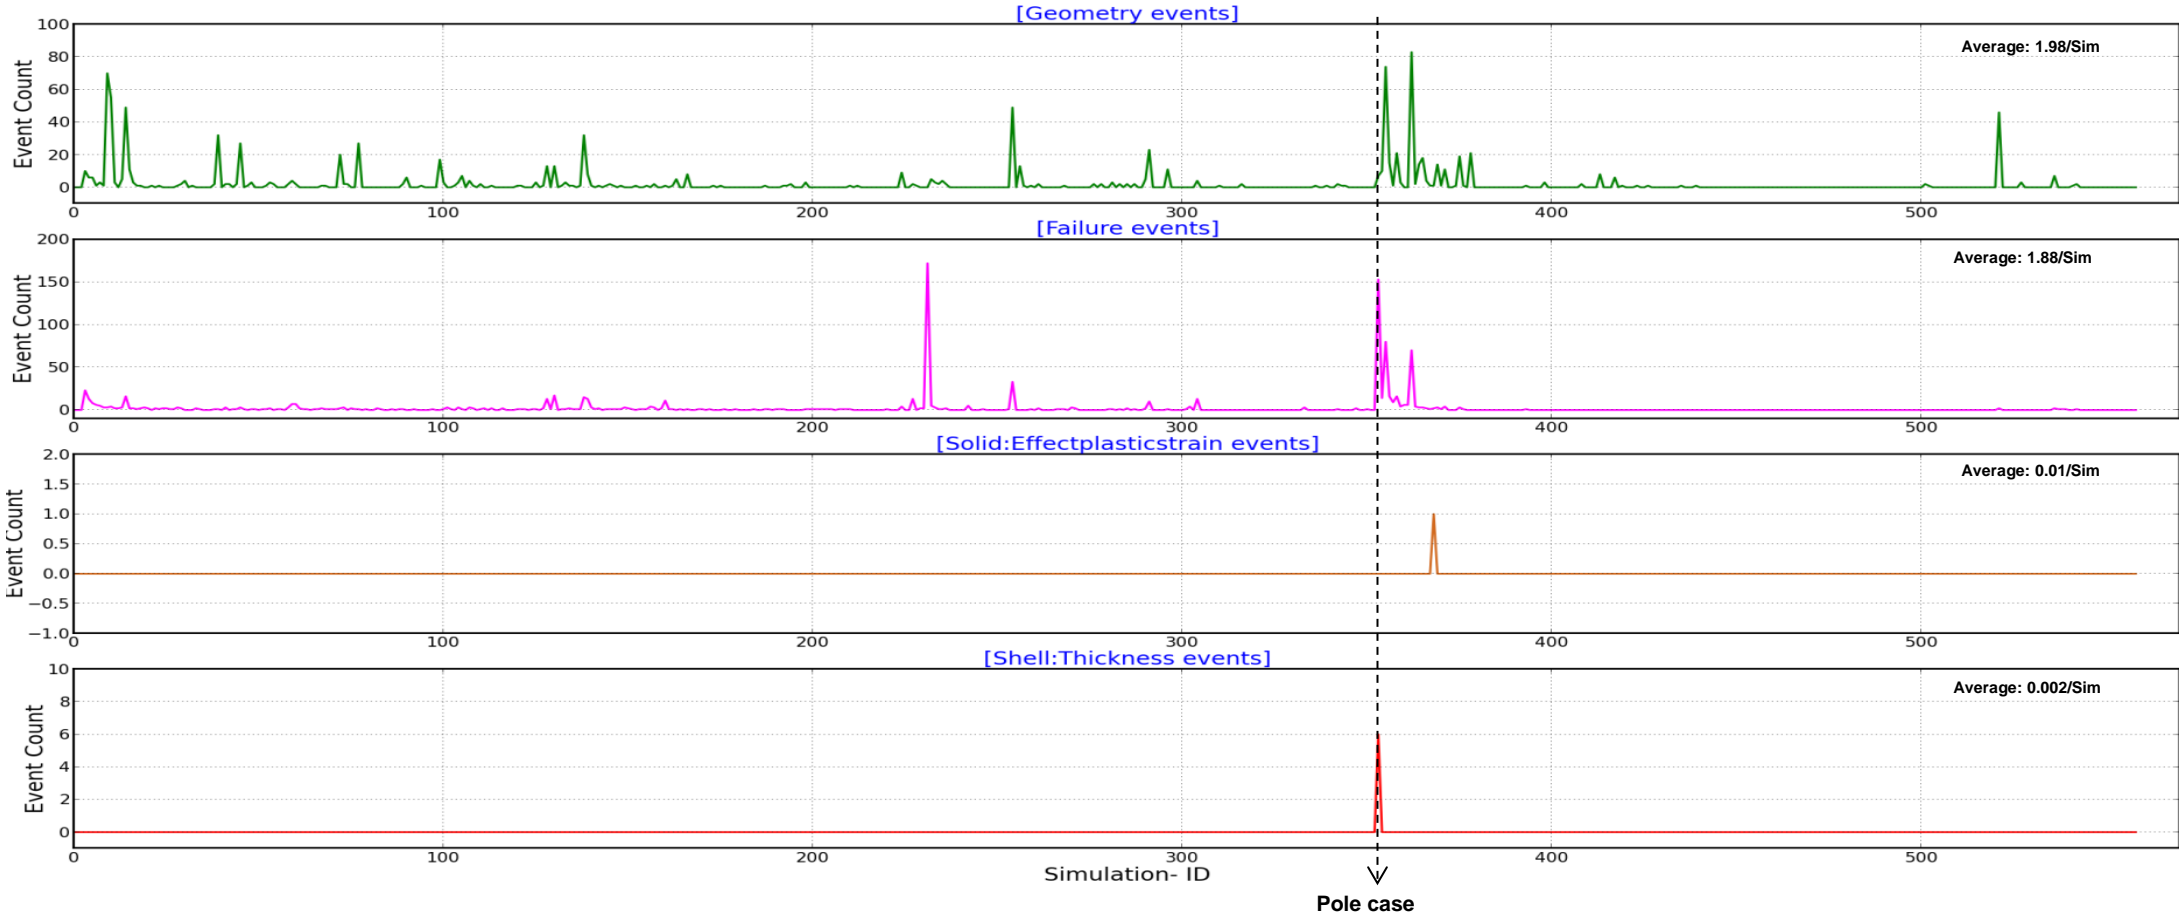 [Geometry events]
Event Count
100
80
60
40
20
0
Average: 1.98/Sim
0 100 200 300 400 500
[Failure events]
Event Count
200
150
100
50
0
Average: 1.88/Sim
0 100 200 300 400 500
[Solid:Effectplasticstrain events]
Event Count
2.0
1.5
1.0
0.5
0.0
−0.5
−1.0
Average: 0.01/Sim
0 100 200 300 400 500
[Shell:Thickness events]
Event Count
10
8
6
4
2
0
Average: 0.002/Sim
0 100 200 300 400 500
Simulation- ID
Pole case